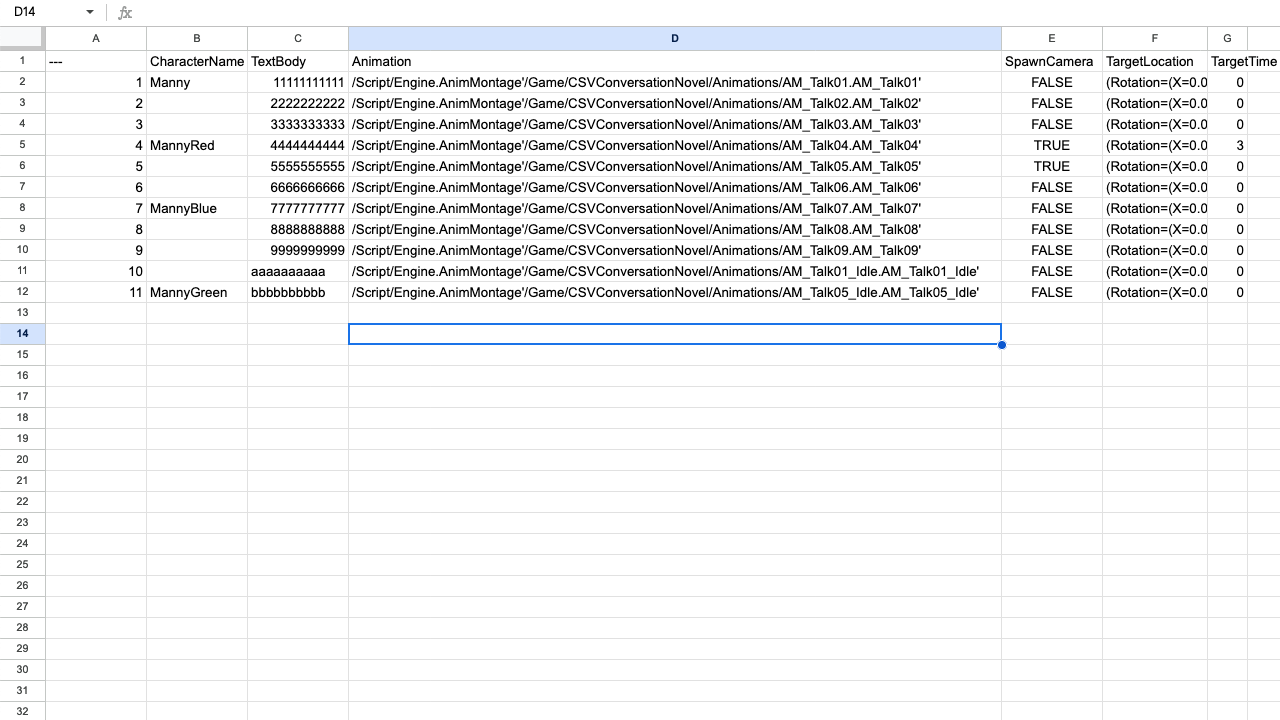 D14 fx
A B C D E F G
1 --- CharacterName TextBody Animation SpawnCamera TargetLocation TargetTime
2 1 Manny 11111111111 /Script/Engine.AnimMontage'/Game/CSVConversationNovel/Animations/AM_Talk01.AM_Talk01' FALSE (Rotation=(X=0.0 0
3 2 2222222222 /Script/Engine.AnimMontage'/Game/CSVConversationNovel/Animations/AM_Talk02.AM_Talk02' FALSE (Rotation=(X=0.0 0
4 3 3333333333 /Script/Engine.AnimMontage'/Game/CSVConversationNovel/Animations/AM_Talk03.AM_Talk03' FALSE (Rotation=(X=0.0 0
5 4 MannyRed 4444444444 /Script/Engine.AnimMontage'/Game/CSVConversationNovel/Animations/AM_Talk04.AM_Talk04' TRUE (Rotation=(X=0.0 3
6 5 5555555555 /Script/Engine.AnimMontage'/Game/CSVConversationNovel/Animations/AM_Talk05.AM_Talk05' TRUE (Rotation=(X=0.0 0
7 6 6666666666 /Script/Engine.AnimMontage'/Game/CSVConversationNovel/Animations/AM_Talk06.AM_Talk06' FALSE (Rotation=(X=0.0 0
8 7 MannyBlue 7777777777 /Script/Engine.AnimMontage'/Game/CSVConversationNovel/Animations/AM_Talk07.AM_Talk07' FALSE (Rotation=(X=0.0 0
9 8 8888888888 /Script/Engine.AnimMontage'/Game/CSVConversationNovel/Animations/AM_Talk08.AM_Talk08' FALSE (Rotation=(X=0.0 0
10 9 9999999999 /Script/Engine.AnimMontage'/Game/CSVConversationNovel/Animations/AM_Talk09.AM_Talk09' FALSE (Rotation=(X=0.0 0
11 10 aaaaaaaaaa /Script/Engine.AnimMontage'/Game/CSVConversationNovel/Animations/AM_Talk01_Idle.AM_Talk01_Idle' FALSE (Rotation=(X=0.0 0
12 11 MannyGreen bbbbbbbbbb /Script/Engine.AnimMontage'/Game/CSVConversationNovel/Animations/AM_Talk05_Idle.AM_Talk05_Idle' FALSE (Rotation=(X=0.0 0
13
14
15
16
17
18
19
20
21
22
23
24
25
26
27
28
29
30
31
32